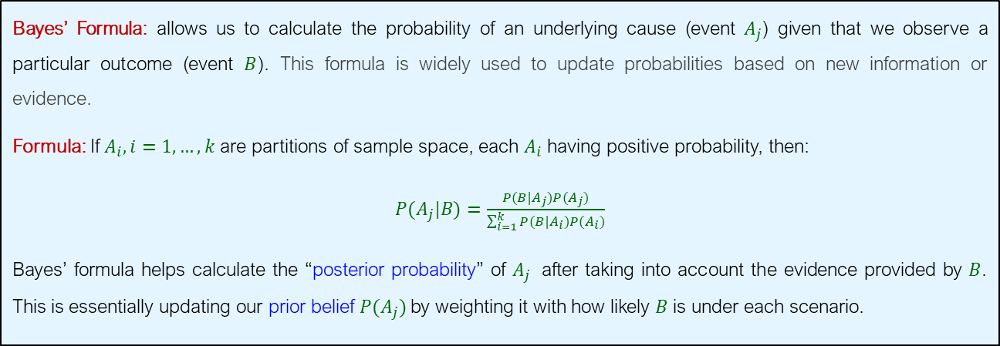 Bayes’ Formula: allows us to calculate the probability of an underlying cause (event $A_j$) given that we observe a
particular outcome (event $B$). This formula is widely used to update probabilities based on new information or
evidence.
Formula: If $A_i, i = 1, \ldots, k$ are partitions of sample space, each $A_i$ having positive probability, then:
$P(A_j|B) = \frac{P(B|A_j)P(A_j)}{\sum_{i=1}^{k} P(B|A_i)P(A_i)}$
Bayes’ formula helps calculate the “posterior probability” of $A_j$ after taking into account the evidence provided by $B$.
This is essentially updating our prior belief $P(A_j)$ by weighting it with how likely $B$ is under each scenario.